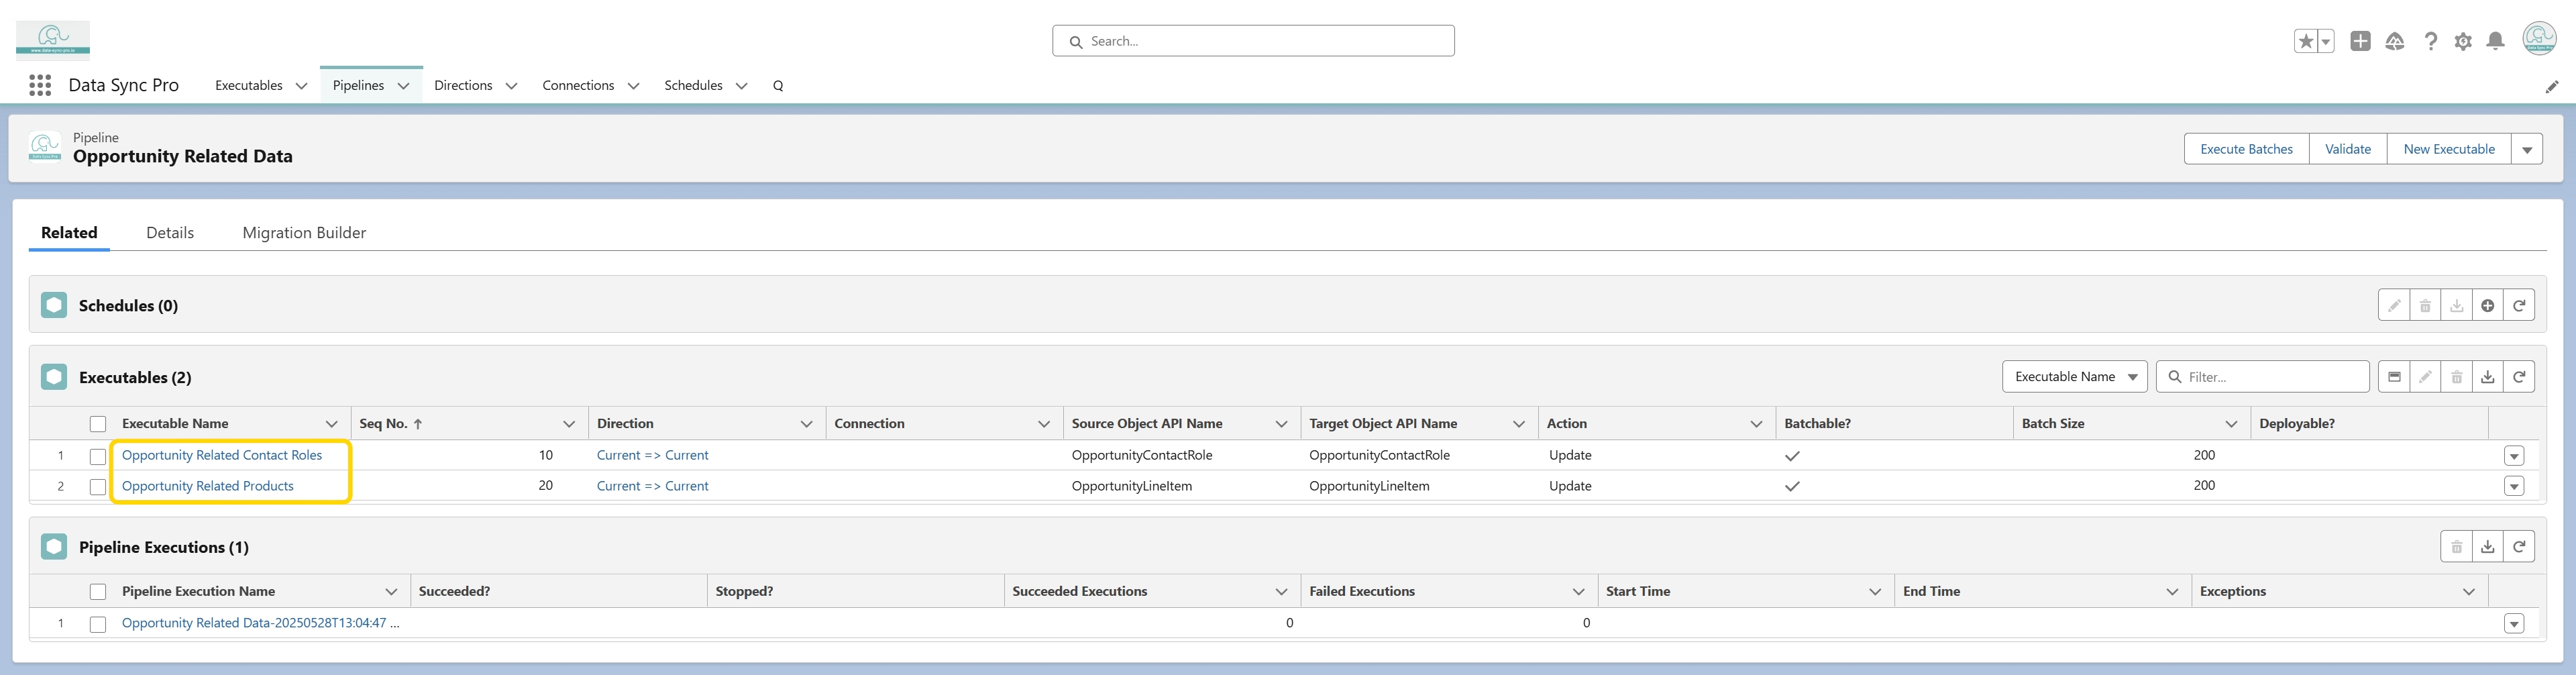 www.data-sync-pro.io
Search...
Data Sync Pro
Executables
Pipelines
Directions
Connections
Schedules
Q
Pipeline
Opportunity Related Data
Execute Batches
Validate
New Executable
Related
Details
Migration Builder
Schedules (0)
Executables (2)
Executable Name
Filter...
Executable Name Seq No. Direction Connection Source Object API Name Target Object API Name Action Batchable? Batch Size Deployable?
1 Opportunity Related Contact Roles 10 Current => Current OpportunityContactRole OpportunityContactRole Update 200
2 Opportunity Related Products 20 Current => Current OpportunityLineItem OpportunityLineItem Update 200
Pipeline Executions (1)
Pipeline Execution Name Succeeded? Stopped? Succeeded Executions Failed Executions Start Time End Time Exceptions
1 Opportunity Related Data-20250528T13:04:47 ... 0 0